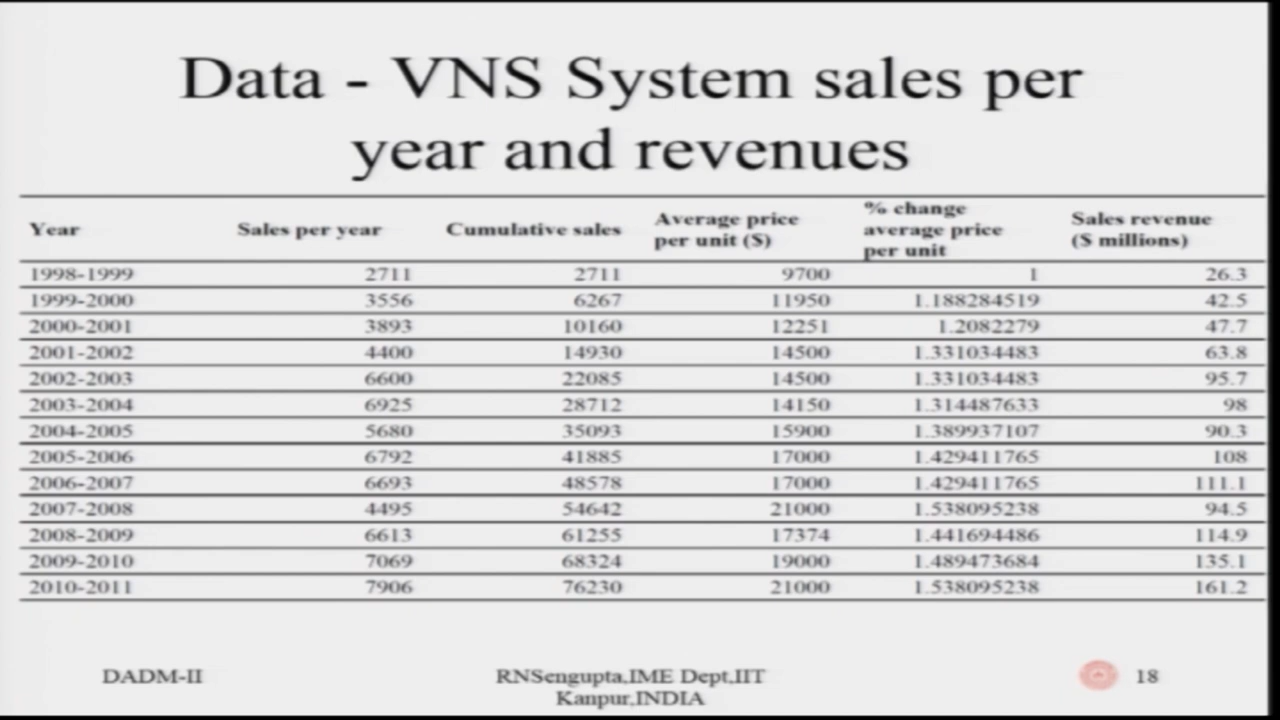 Data - VNS System sales per
year and revenues
Year Sales per year Cumulative sales Average price per unit ($) % change average price per unit Sales revenue ($ millions)
1998-1999 2711 2711 9700 1 26.3
1999-2000 3556 6267 11950 1.188284519 42.5
2000-2001 3893 10160 12251 1.2082279 47.7
2001-2002 4400 14930 14500 1.331034483 63.8
2002-2003 6600 22085 14500 1.331034483 95.7
2003-2004 6925 28712 14150 1.314487633 98
2004-2005 5680 35093 15900 1.389937107 90.3
2005-2006 6792 41885 17000 1.429411765 108
2006-2007 6693 48578 17000 1.429411765 111.1
2007-2008 4495 54642 21000 1.538095238 94.5
2008-2009 6613 61255 17374 1.441694486 114.9
2009-2010 7069 68324 19000 1.489473684 135.1
2010-2011 7906 76230 21000 1.538095238 161.2
DADM-II RNSengupta,IME Dept,IIT 18
Kanpur,INDIA